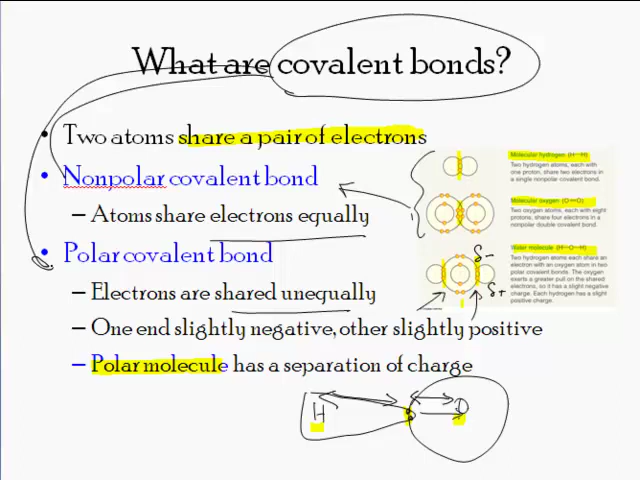 What are covalent bonds?
• Two atoms share a pair of electrons
• Nonpolar covalent bond
– Atoms share electrons equally
• Polar covalent bond
– Electrons are shared unequally
– One end slightly negative, other slightly positive
– Polar molecule has a separation of charge
Molecular hydrogen (H—H)
Two hydrogen atoms, each with
one proton, share two electrons in
a single nonpolar covalent bond.
Molecular oxygen (O=O)
Two oxygen atoms, each with eight
protons, share four electrons in a
nonpolar double covalent bond.
Water molecule (H—O—H)
Two hydrogen atoms each share an
electron with an oxygen atom in two
polar covalent bonds. The oxygen
exerts a greater pull on the shared
electrons, so it has a slight negative
charge. Each hydrogen has a slight
positive charge.
δ-
δ+
H